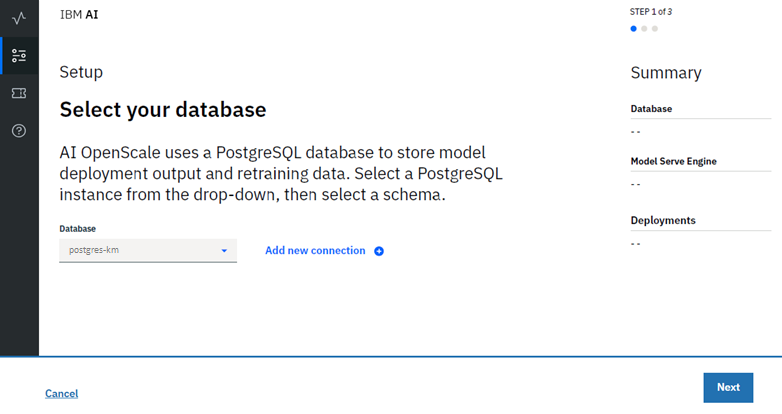 IBM AI
STEP 1 of 3
Setup
Select your database
AI OpenScale uses a PostgreSQL database to store model
deployment output and retraining data. Select a PostgreSQL
instance from the drop-down, then select a schema.
Database
postgres-km
Add new connection
Summary
Database
--
Model Serve Engine
--
Deployments
--
Cancel
Next